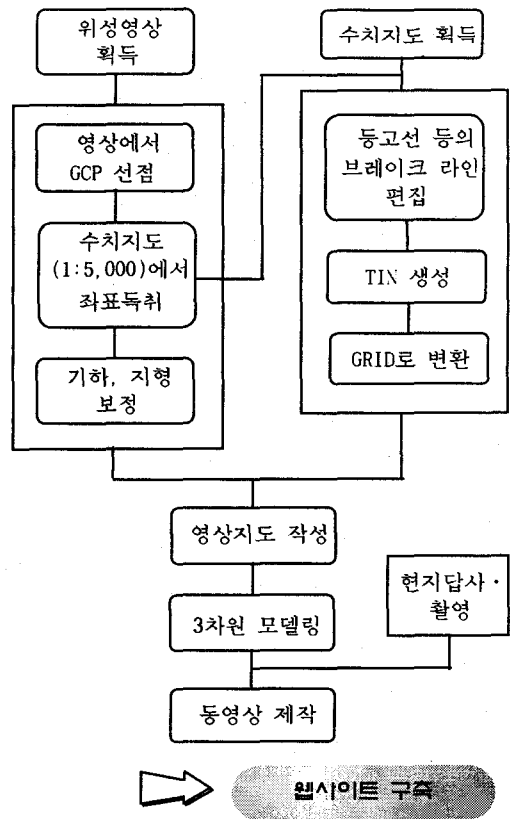 위성영상
획득
수치지도 획득
영상에서
GCP 선점
수치지도
(1:5,000)에서
좌표독취
기하, 지형
보정
등고선 등의
브레이크 라인
편집
TIN 생성
GRID로 변환
영상지도 작성
3차원 모델링
현지답사·
촬영
동영상 제작
웹사이트 구축